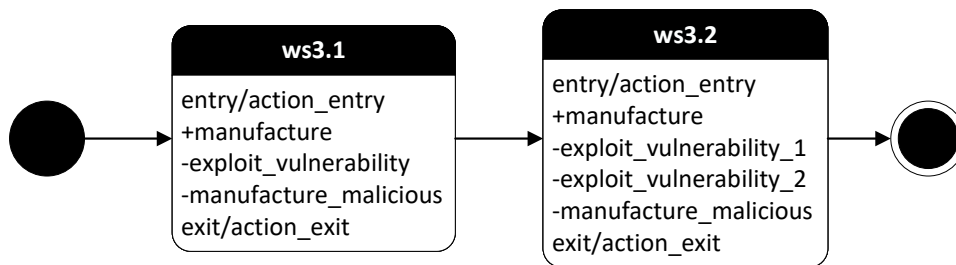 ws3.1
entry/action_entry
+manufacture
-exploit_vulnerability
-manufacture_malicious
exit/action_exit
ws3.2
entry/action_entry
+manufacture
-exploit_vulnerability_1
-exploit_vulnerability_2
-manufacture_malicious
exit/action_exit